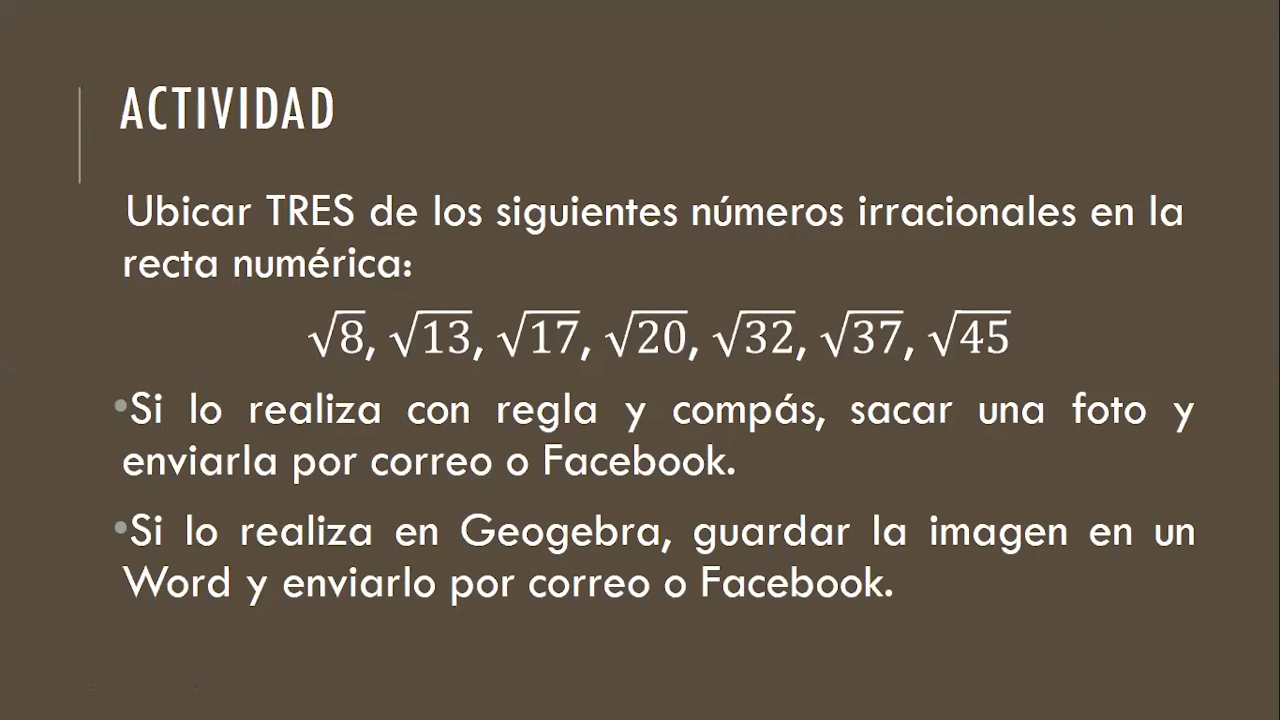 ACTIVIDAD
Ubicar TRES de los siguientes números irracionales en la
recta numérica:
√8, √13, √17, √20, √32, √37, √45
•Si lo realiza con regla y compás, sacar una foto y
enviarla por correo o Facebook.
•Si lo realiza en Geogebra, guardar la imagen en un
Word y enviarlo por correo o Facebook.